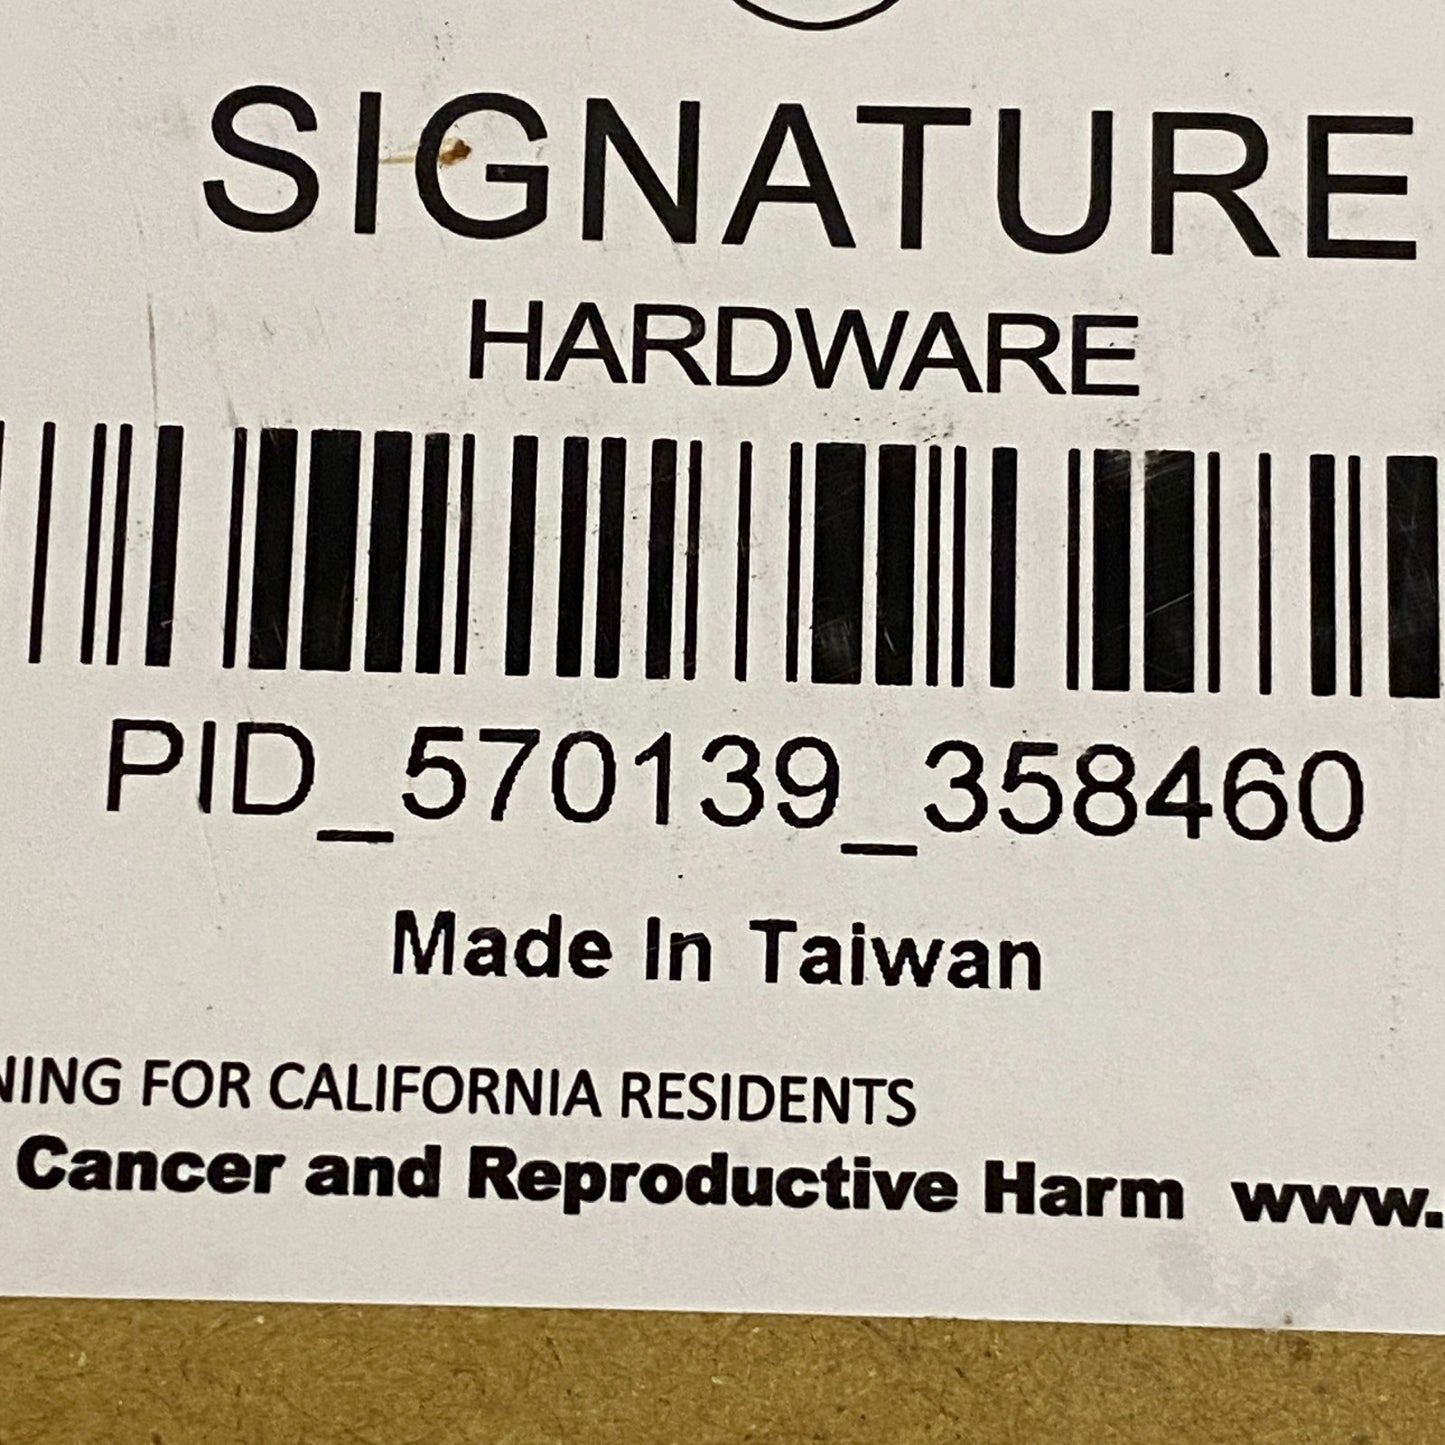 SIGNATURE
HARDWARE
PID_570139_358460
Made In Taiwan
NING FOR CALIFORNIA RESIDENTS
Cancer and Reproductive Harm www.